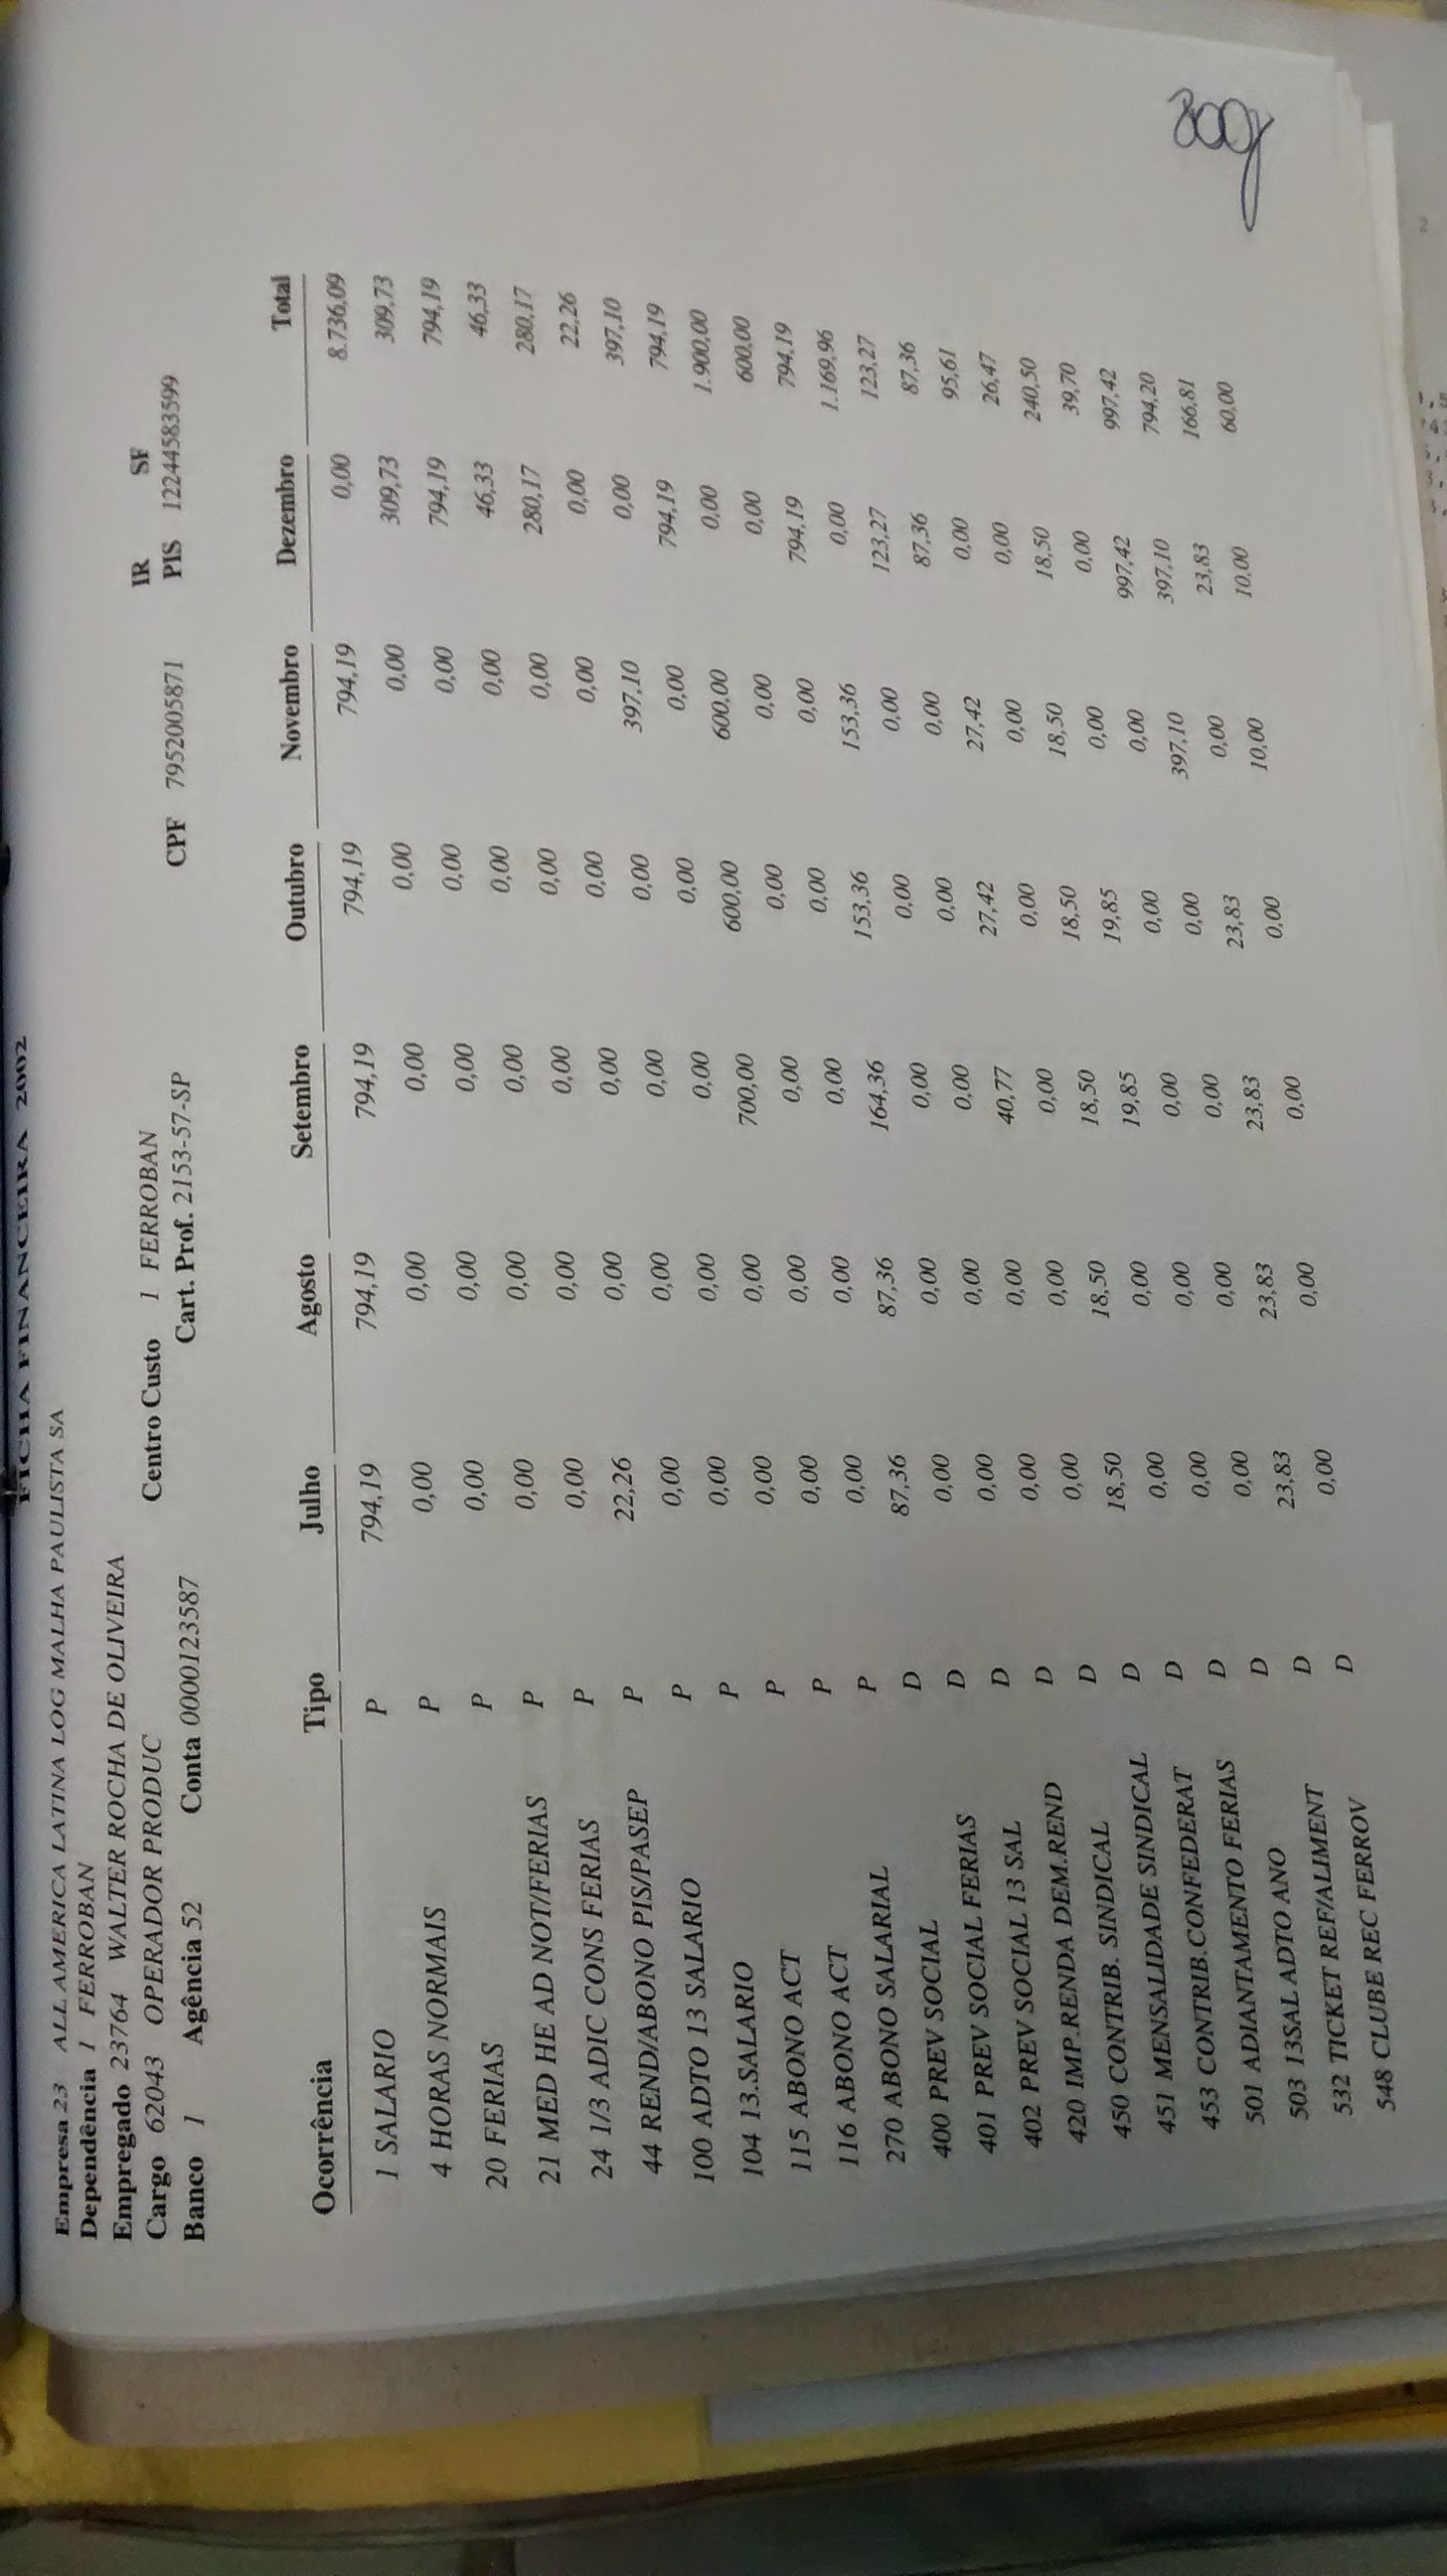 FICHA FINANCEIRA 2002
Empresa 23 ALL AMERICA LATINA LOG MALHA PAULISTA SA
Dependência 1 FERROBAN
Empregado 23764 WALTER ROCHA DE OLIVEIRA
Cargo 62043 OPERADOR PRODUC Centro Custo 1 FERROBAN IR SF
Banco 1 Agência 52 Conta 0000123587 Cart. Prof. 2153-57-SP CPF 7952005871 PIS 12244583599
Ocorrência Tipo Julho Agosto Setembro Outubro Novembro Dezembro Total
1 SALARIO P 794,19 794,19 794,19 794,19 794,19 0,00 8.736,09
4 HORAS NORMAIS P 0,00 0,00 0,00 0,00 0,00 309,73 309,73
20 FERIAS P 0,00 0,00 0,00 0,00 0,00 794,19 794,19
21 MED HE AD NOT/FERIAS P 0,00 0,00 0,00 0,00 0,00 46,33 46,33
24 1/3 ADIC CONS FERIAS P 0,00 0,00 0,00 0,00 0,00 280,17 280,17
44 REND/ABONO PIS/PASEP P 22,26 0,00 0,00 0,00 0,00 0,00 22,26
100 ADTO 13 SALARIO P 0,00 0,00 0,00 0,00 397,10 0,00 397,10
104 13.SALARIO P 0,00 0,00 0,00 0,00 0,00 794,19 794,19
115 ABONO ACT P 0,00 0,00 700,00 600,00 600,00 0,00 1.900,00
116 ABONO ACT P 0,00 0,00 0,00 0,00 0,00 0,00 600,00
270 ABONO SALARIAL P 0,00 0,00 0,00 0,00 0,00 794,19 794,19
400 PREV SOCIAL D 87,36 87,36 164,36 153,36 153,36 0,00 1.169,96
401 PREV SOCIAL FERIAS D 0,00 0,00 0,00 0,00 0,00 123,27 123,27
402 PREV SOCIAL 13 SAL D 0,00 0,00 0,00 0,00 0,00 87,36 87,36
420 IMP.RENDA DEM.REND D 0,00 0,00 40,77 27,42 27,42 0,00 95,61
450 CONTRIB. SINDICAL D 0,00 0,00 0,00 0,00 0,00 0,00 26,47
451 MENSALIDADE SINDICAL D 18,50 18,50 18,50 18,50 18,50 18,50 240,50
453 CONTRIB.CONFEDERAT D 0,00 0,00 19,85 19,85 0,00 0,00 39,70
501 ADIANTAMENTO FERIAS D 0,00 0,00 0,00 0,00 0,00 997,42 997,42
503 13SAL ADTO ANO D 0,00 0,00 0,00 0,00 397,10 397,10 794,20
532 TICKET REF/ALIMENT D 23,83 23,83 23,83 23,83 0,00 23,83 166,81
548 CLUBE REC FERROV D 0,00 0,00 0,00 0,00 10,00 10,00 60,00